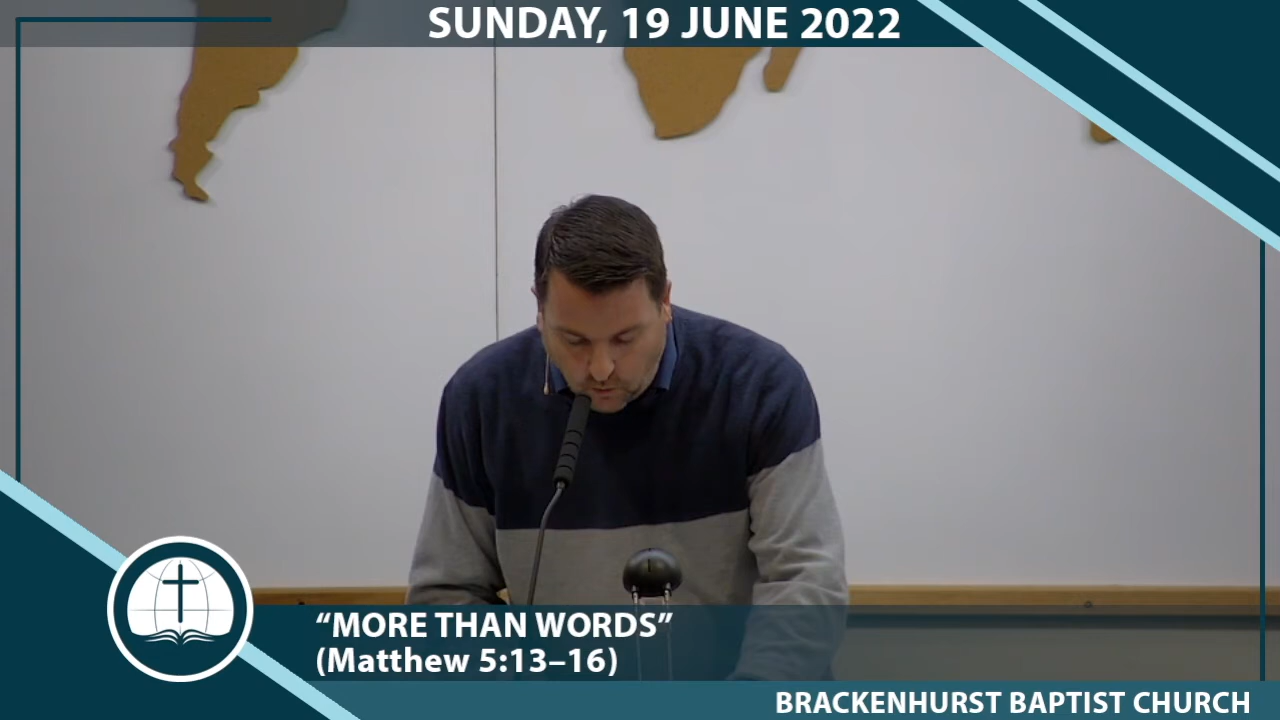 SUNDAY, 19 JUNE 2022
“MORE THAN WORDS”
(Matthew 5:13–16)
BRACKENHURST BAPTIST CHURCH